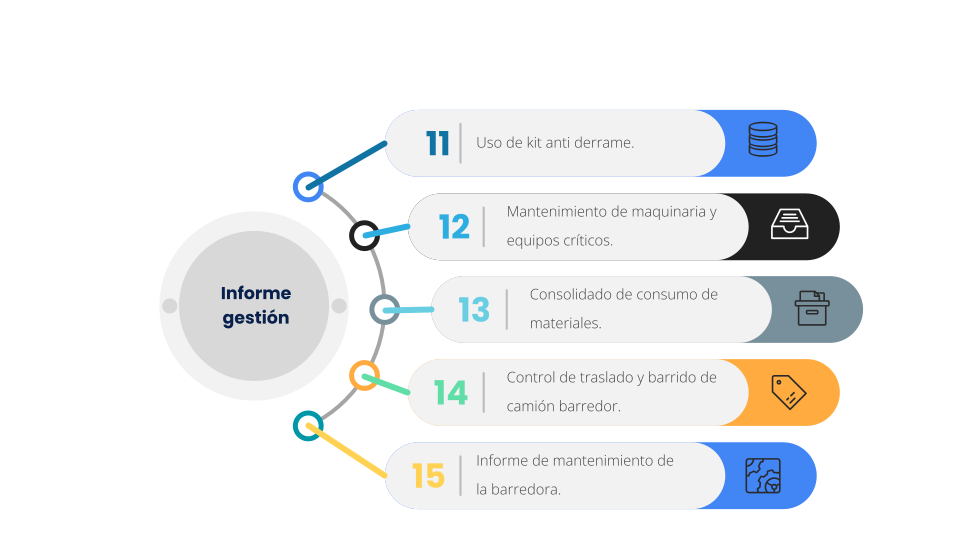 Informe
gestión
11
Uso de kit anti derrame.
12
Mantenimiento de maquinaria y
equipos críticos.
13
Consolidado de consumo de
materiales.
14
Control de traslado y barrido de
camión barredor.
15
Informe de mantenimiento de
la barredora.